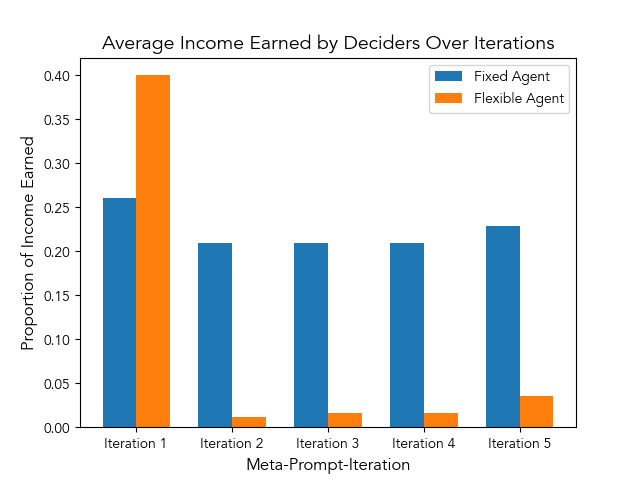 Average Income Earned by Deciders Over Iterations
Fixed Agent
Flexible Agent
Proportion of Income Earned
0.40
0.35
0.30
0.25
0.20
0.15
0.10
0.05
0.00
Iteration 1
Iteration 2
Iteration 3
Iteration 4
Iteration 5
Meta-Prompt-Iteration